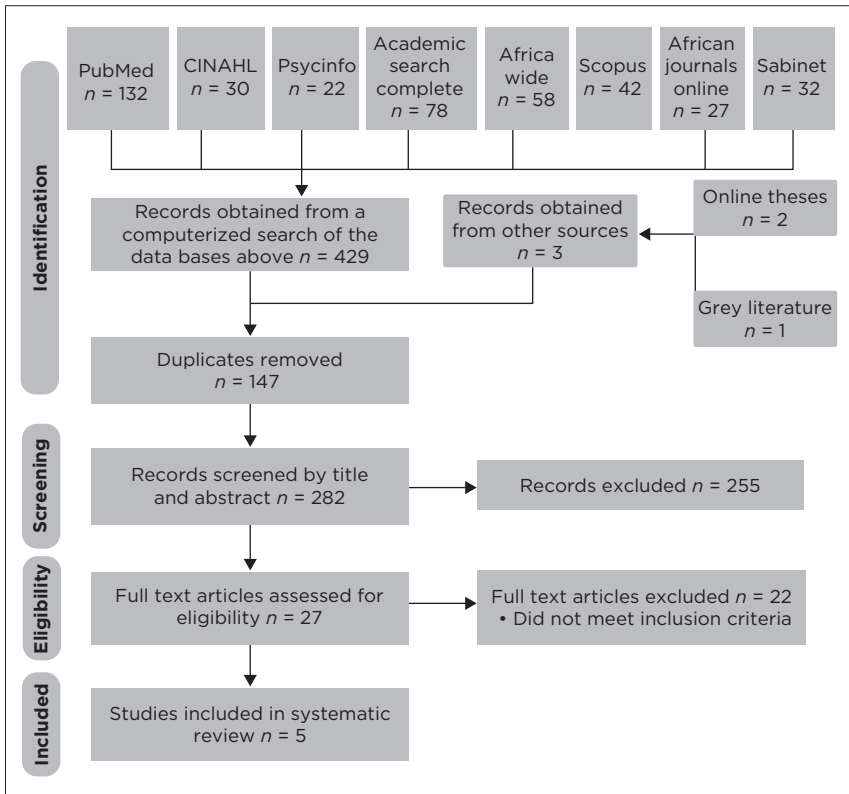 PubMed
n = 132
CINAHL
n = 30
Psycinfo
n = 22
Academic
search
complete
n = 78
Africa
wide
n = 58
Scopus
n = 42
African
journals
online
n = 27
Sabinet
n = 32
Identification
Records obtained from a
computerized search of the
data bases above n = 429
Records obtained
from other sources
n = 3
Online theses
n = 2
Grey literature
n = 1
Duplicates removed
n = 147
Screening
Records screened by title
and abstract n = 282
Records excluded n = 255
Eligibility
Full text articles assessed for
eligibility n = 27
Full text articles excluded n = 22
• Did not meet inclusion criteria
Included
Studies included in systematic
review n = 5